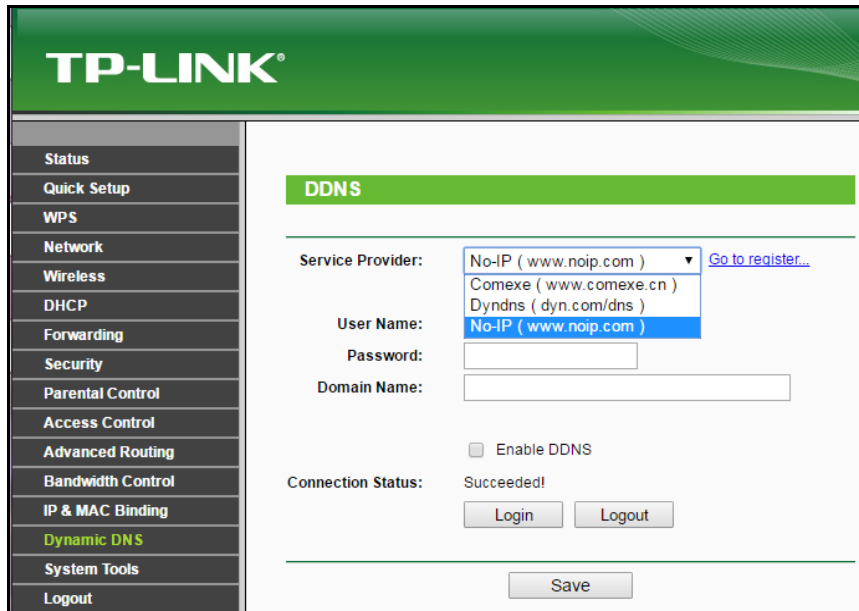 TP-LINK®
Status
Quick Setup
WPS
Network
Wireless
DHCP
Forwarding
Security
Parental Control
Access Control
Advanced Routing
Bandwidth Control
IP & MAC Binding
Dynamic DNS
System Tools
Logout
DDNS
Service Provider: No-IP ( www.noip.com ) Go to register...
Comexe ( www.comexe.cn )
Dyndns ( dyn.com/dns )
User Name: No-IP ( www.noip.com )
Password:
Domain Name:
Enable DDNS
Connection Status: Succeeded!
Login Logout
Save